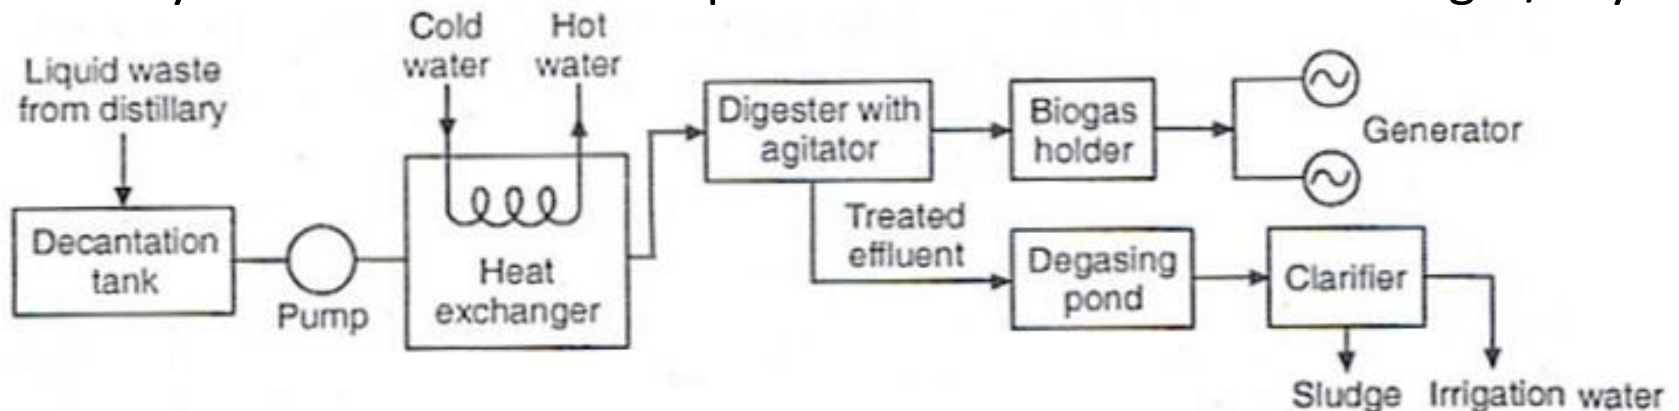 Cold
water
Hot
water
Liquid waste
from distillary
Decantation
tank
Pump
Heat
exchanger
Digester with
agitator
Biogas
holder
Generator
Treated
effluent
Degasing
pond
Clarifier
Sludge
Irrigation water